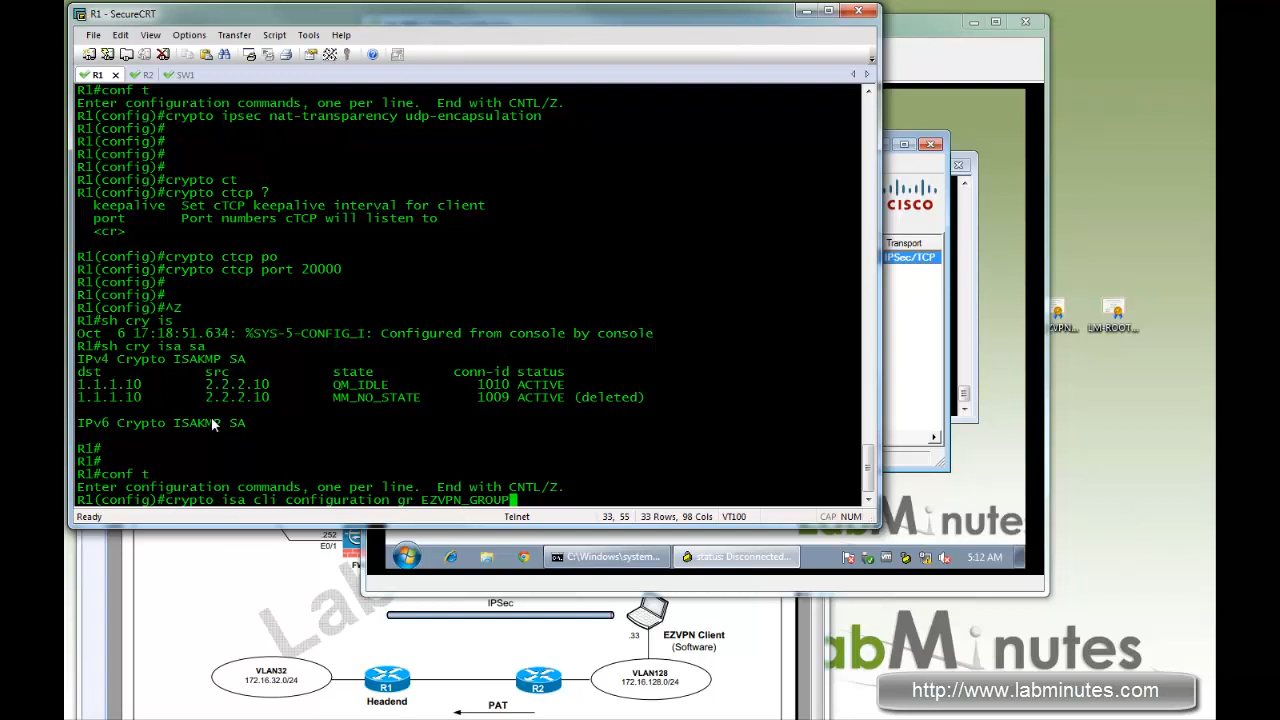 R1 - SecureCRT
File Edit View Options Transfer Script Tools Help
R1 R2 SW1
R1#conf t
Enter configuration commands, one per line. End with CNTL/Z.
R1(config)#crypto ipsec nat-transparency udp-encapsulation
R1(config)#
R1(config)#
R1(config)#
R1(config)#
R1(config)#crypto ct
R1(config)#crypto ctcp ?
keepalive Set cTCP keepalive interval for client
port Port numbers cTCP will listen to
<cr>
R1(config)#crypto ctcp po
R1(config)#crypto ctcp port 20000
R1(config)#
R1(config)#
R1(config)#^Z
R1#sh cry is
Oct 6 17:18:51.634: %SYS-5-CONFIG_I: Configured from console by console
R1#sh cry isa sa
IPv4 Crypto ISAKMP SA
dst src state conn-id status
1.1.1.10 2.2.2.10 QM_IDLE 1010 ACTIVE
1.1.1.10 2.2.2.10 MM_NO_STATE 1009 ACTIVE (deleted)
IPv6 Crypto ISAKMP SA
R1#
R1#
R1#conf t
Enter configuration commands, one per line. End with CNTL/Z.
R1(config)#crypto isa cli configuration gr EZVPN_GROUP
Ready Telnet 33, 55 33 Rows, 98 Cols VT100 CAP NUM
CISCO
Transport
IPSec/TCP
LM-ROOT...
LabMinutes
C:\Windows\system...
status: Disconnected...
5:12 AM
.252
E0/1
IPSec
.33
EZVPN Client
(Software)
VLAN32
172.16.32.0/24
R1
Headend
R2
VLAN128
172.16.128.0/24
PAT
abMinutes
http://www.labminutes.com